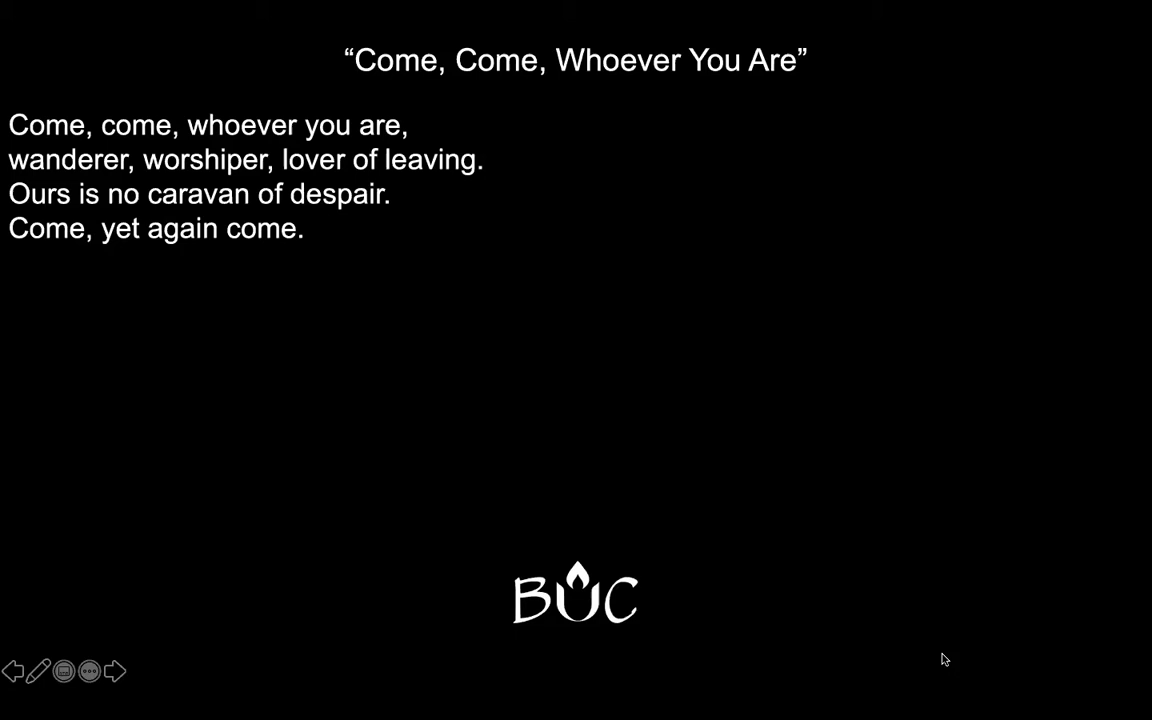 “Come, Come, Whoever You Are”
Come, come, whoever you are,
wanderer, worshiper, lover of leaving.
Ours is no caravan of despair.
Come, yet again come.
BUC